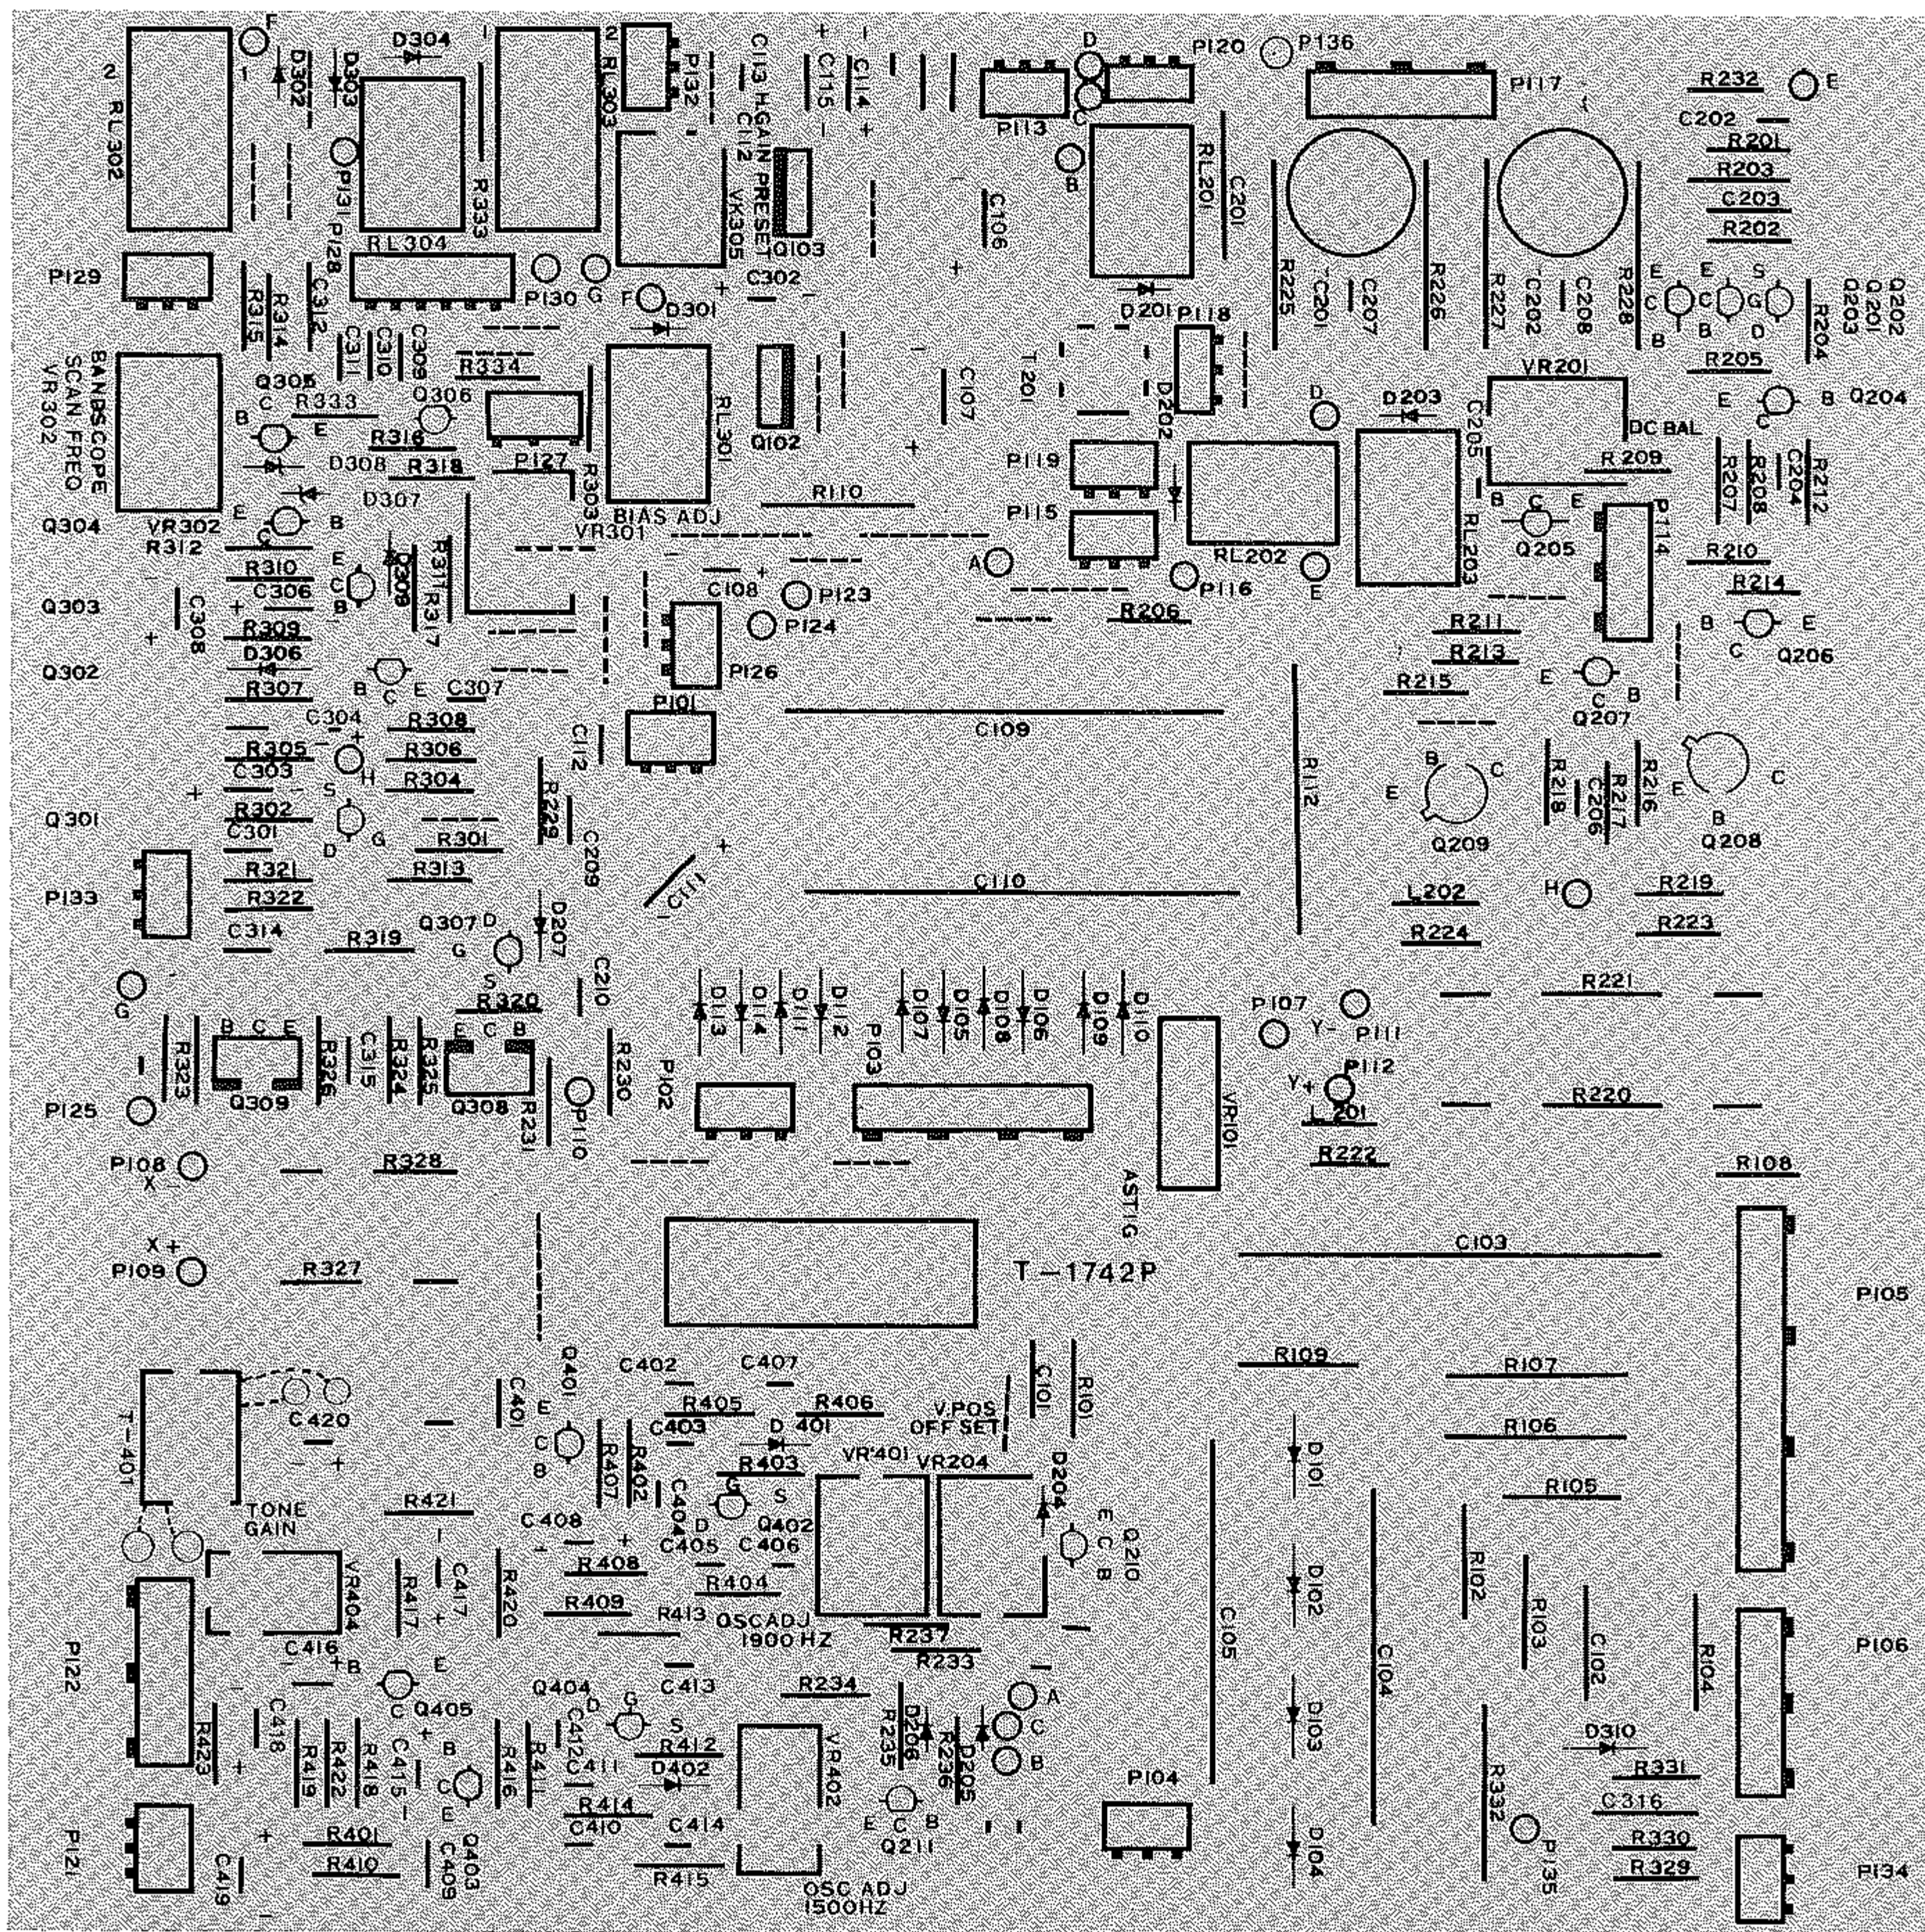 F
D304
1
2
D
P120
P136
2
RL302
1
D302
D303
RL303
P132
C113
H.GAIN PRESET
+
-
C115
C114
-
+
C112
P113
C
P117
R232
E
C202
R201
R203
C203
R202
B
RL201
C201
P131
R333
VR305
Q103
C106
+
P128
RL304
P129
P130
G
F
C302
+
-
D301
D201
P118
R225
C201
C207
R226
R227
C202
C208
R228
E
E
S
C
C
G
B
B
D
R204
Q203
Q201
Q202
R315
R314
C312
C311
C310
C309
R334
BANDSCOPE
SCAN FREQ
VR302
Q305
C
R333
Q306
B
E
R316
D308
R318
P127
R303
RL301
Q102
-
C107
+
T201
D202
D
D203
C205
VR201
DC BAL
R205
E
B
Q204
C
P119
R209
R207
R208
C204
R212
D307
R110
BIAS ADJ
VR301
P115
RL202
RL203
B
C
E
Q205
P114
Q304
E
B
C
VR302
R312
R310
C306
E
C
B
D309
R311
R317
-
C108
+
P123
P124
A
P116
E
R206
R210
R214
Q303
-
C308
+
+
-
R309
D306
R211
R213
B
E
C
Q206
Q302
R307
B
C
E
C307
P126
P101
R215
E
C
B
Q207
C304
-
+
R308
R305
R306
C303
H
R304
C112
C109
R112
B
C
E
Q209
R218
C206
R217
R216
E
C
B
Q208
+
-
Q301
R302
S
C301
D
G
R301
R229
C209
R321
R313
P133
R322
C314
+
C111
-
C110
L202
H
R219
R224
R223
Q307
D
G
S
D207
R319
R320
C210
G
D113
D114
D111
D112
D107
D105
D108
D106
D109
D110
P107
Y-
P111
R221
R323
B
C
E
R326
C315
R324
R325
E
C
B
P125
Q309
Q308
R231
P110
R230
P102
P103
VR101
P112
Y+
L201
R222
R220
P108
X-
R328
ASTIG
R108
X+
P109
R327
T-1742P
C103
P105
R109
R107
R106
R105
C402
C407
Q401
E
C
B
C401
R405
R406
C403
D401
V.POS
OFFSET
C101
R101
T-401
C420
-
+
R407
R402
R403
VR401
VR204
D204
D101
TONE
GAIN
R421
C408
-
+
C404
G
S
D
Q402
C405
C406
R408
R404
E
C
B
Q210
D102
VR404
R417
-
C417
+
R420
R409
R413
OSC ADJ
1900 HZ
R237
R233
C105
C104
R102
R103
C102
R104
P106
P122
C416
-
+
B
E
C
Q405
Q404
D
G
S
C413
R234
A
C
B
R235
D206
R236
D205
D103
D310
R331
C316
R423
-
C418
+
R419
R422
R418
C415
+
-
B
C
E
R416
R411
C412
C411
R412
D402
VR402
R414
C410
C414
E
C
B
Q211
P104
D104
R332
P135
R330
R329
P134
P121
C419
+
-
R401
R410
C409
Q403
R415
OSC ADJ
1500HZ